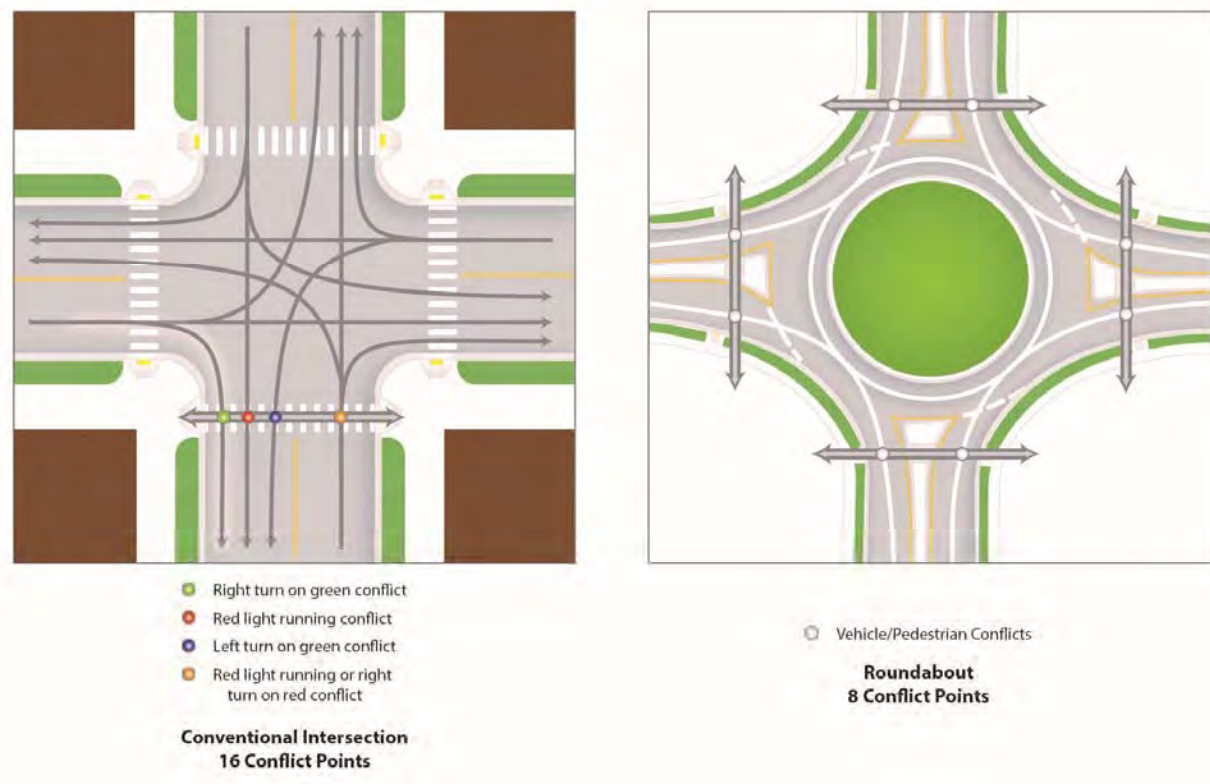 Right turn on green conflict
Red light running conflict
Left turn on green conflict
Red light running or right
turn on red conflict
Conventional Intersection
16 Conflict Points
Vehicle/Pedestrian Conflicts
Roundabout
8 Conflict Points